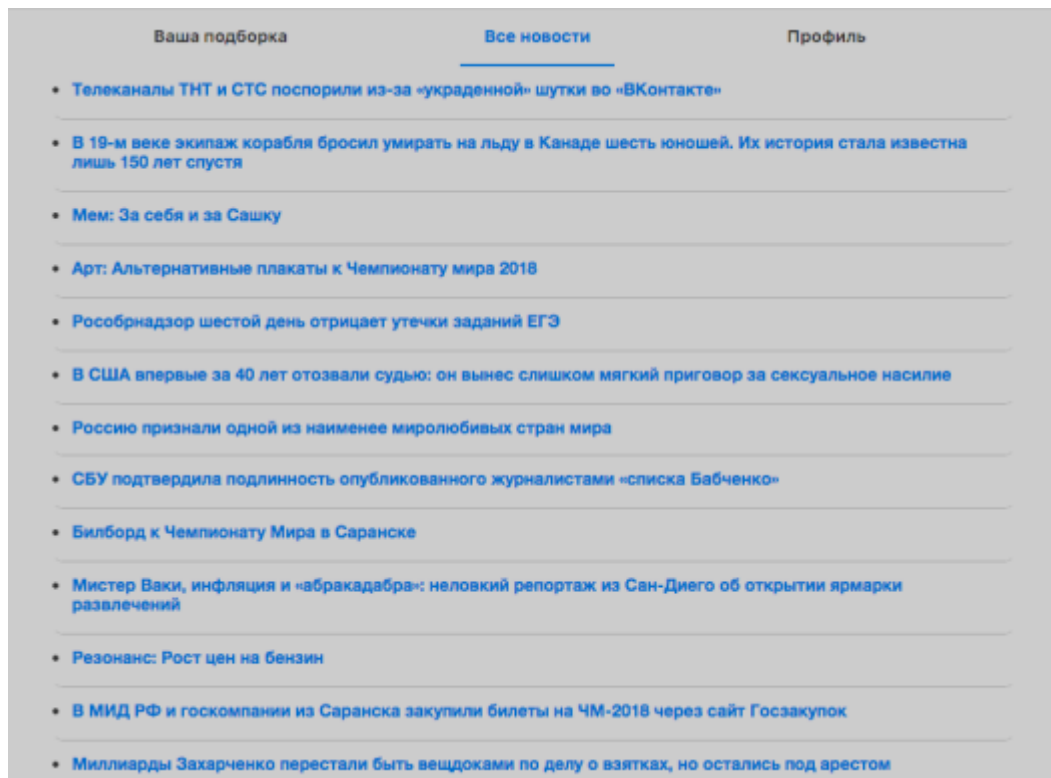 Ваша подборка Все новости Профиль
• Телеканалы ТНТ и СТС поспорили из-за «украденной» шутки во «ВКонтакте»
• В 19-м веке экипаж корабля бросил умирать на льду в Канаде шесть юношей. Их история стала известна
лишь 150 лет спустя
• Мем: За себя и за Сашку
• Арт: Альтернативные плакаты к Чемпионату мира 2018
• Рособрнадзор шестой день отрицает утечки заданий ЕГЭ
• В США впервые за 40 лет отозвали судью: он вынес слишком мягкий приговор за сексуальное насилие
• Россию признали одной из наименее миролюбивых стран мира
• СБУ подтвердила подлинность опубликованного журналистами «списка Бабченко»
• Билборд к Чемпионату Мира в Саранске
• Мистер Ваки, инфляция и «абракадабра»: неловкий репортаж из Сан-Диего об открытии ярмарки
развлечений
• Резонанс: Рост цен на бензин
• В МИД РФ и госкомпании из Саранска закупили билеты на ЧМ-2018 через сайт Госзакупок
• Миллиарды Захарченко перестали быть вещдоками по делу о взятках, но остались под арестом